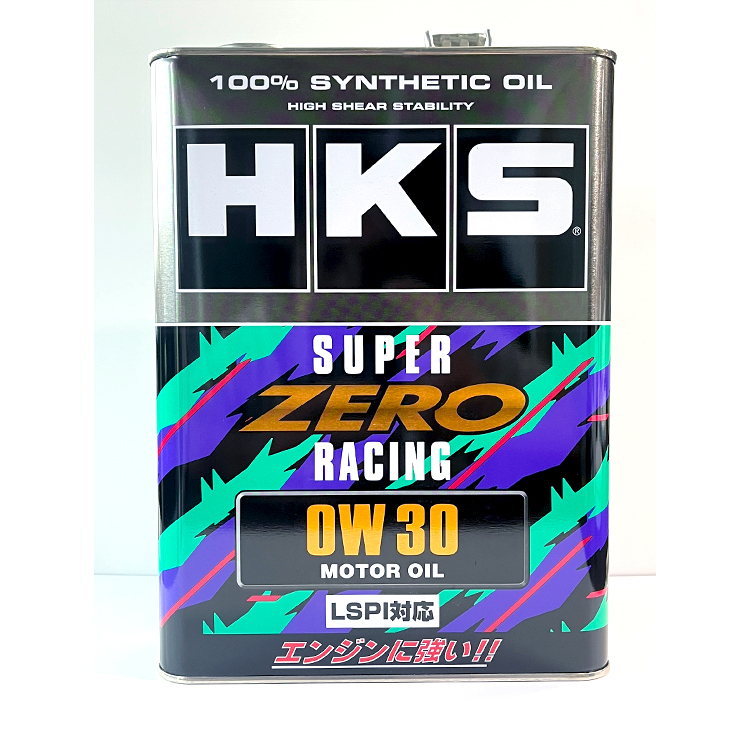 100% SYNTHETIC OIL
HIGH SHEAR STABILITY
HKS®
SUPER
ZERO
RACING
0W 30
MOTOR OIL
LSPI対応
エンジンに強い!!